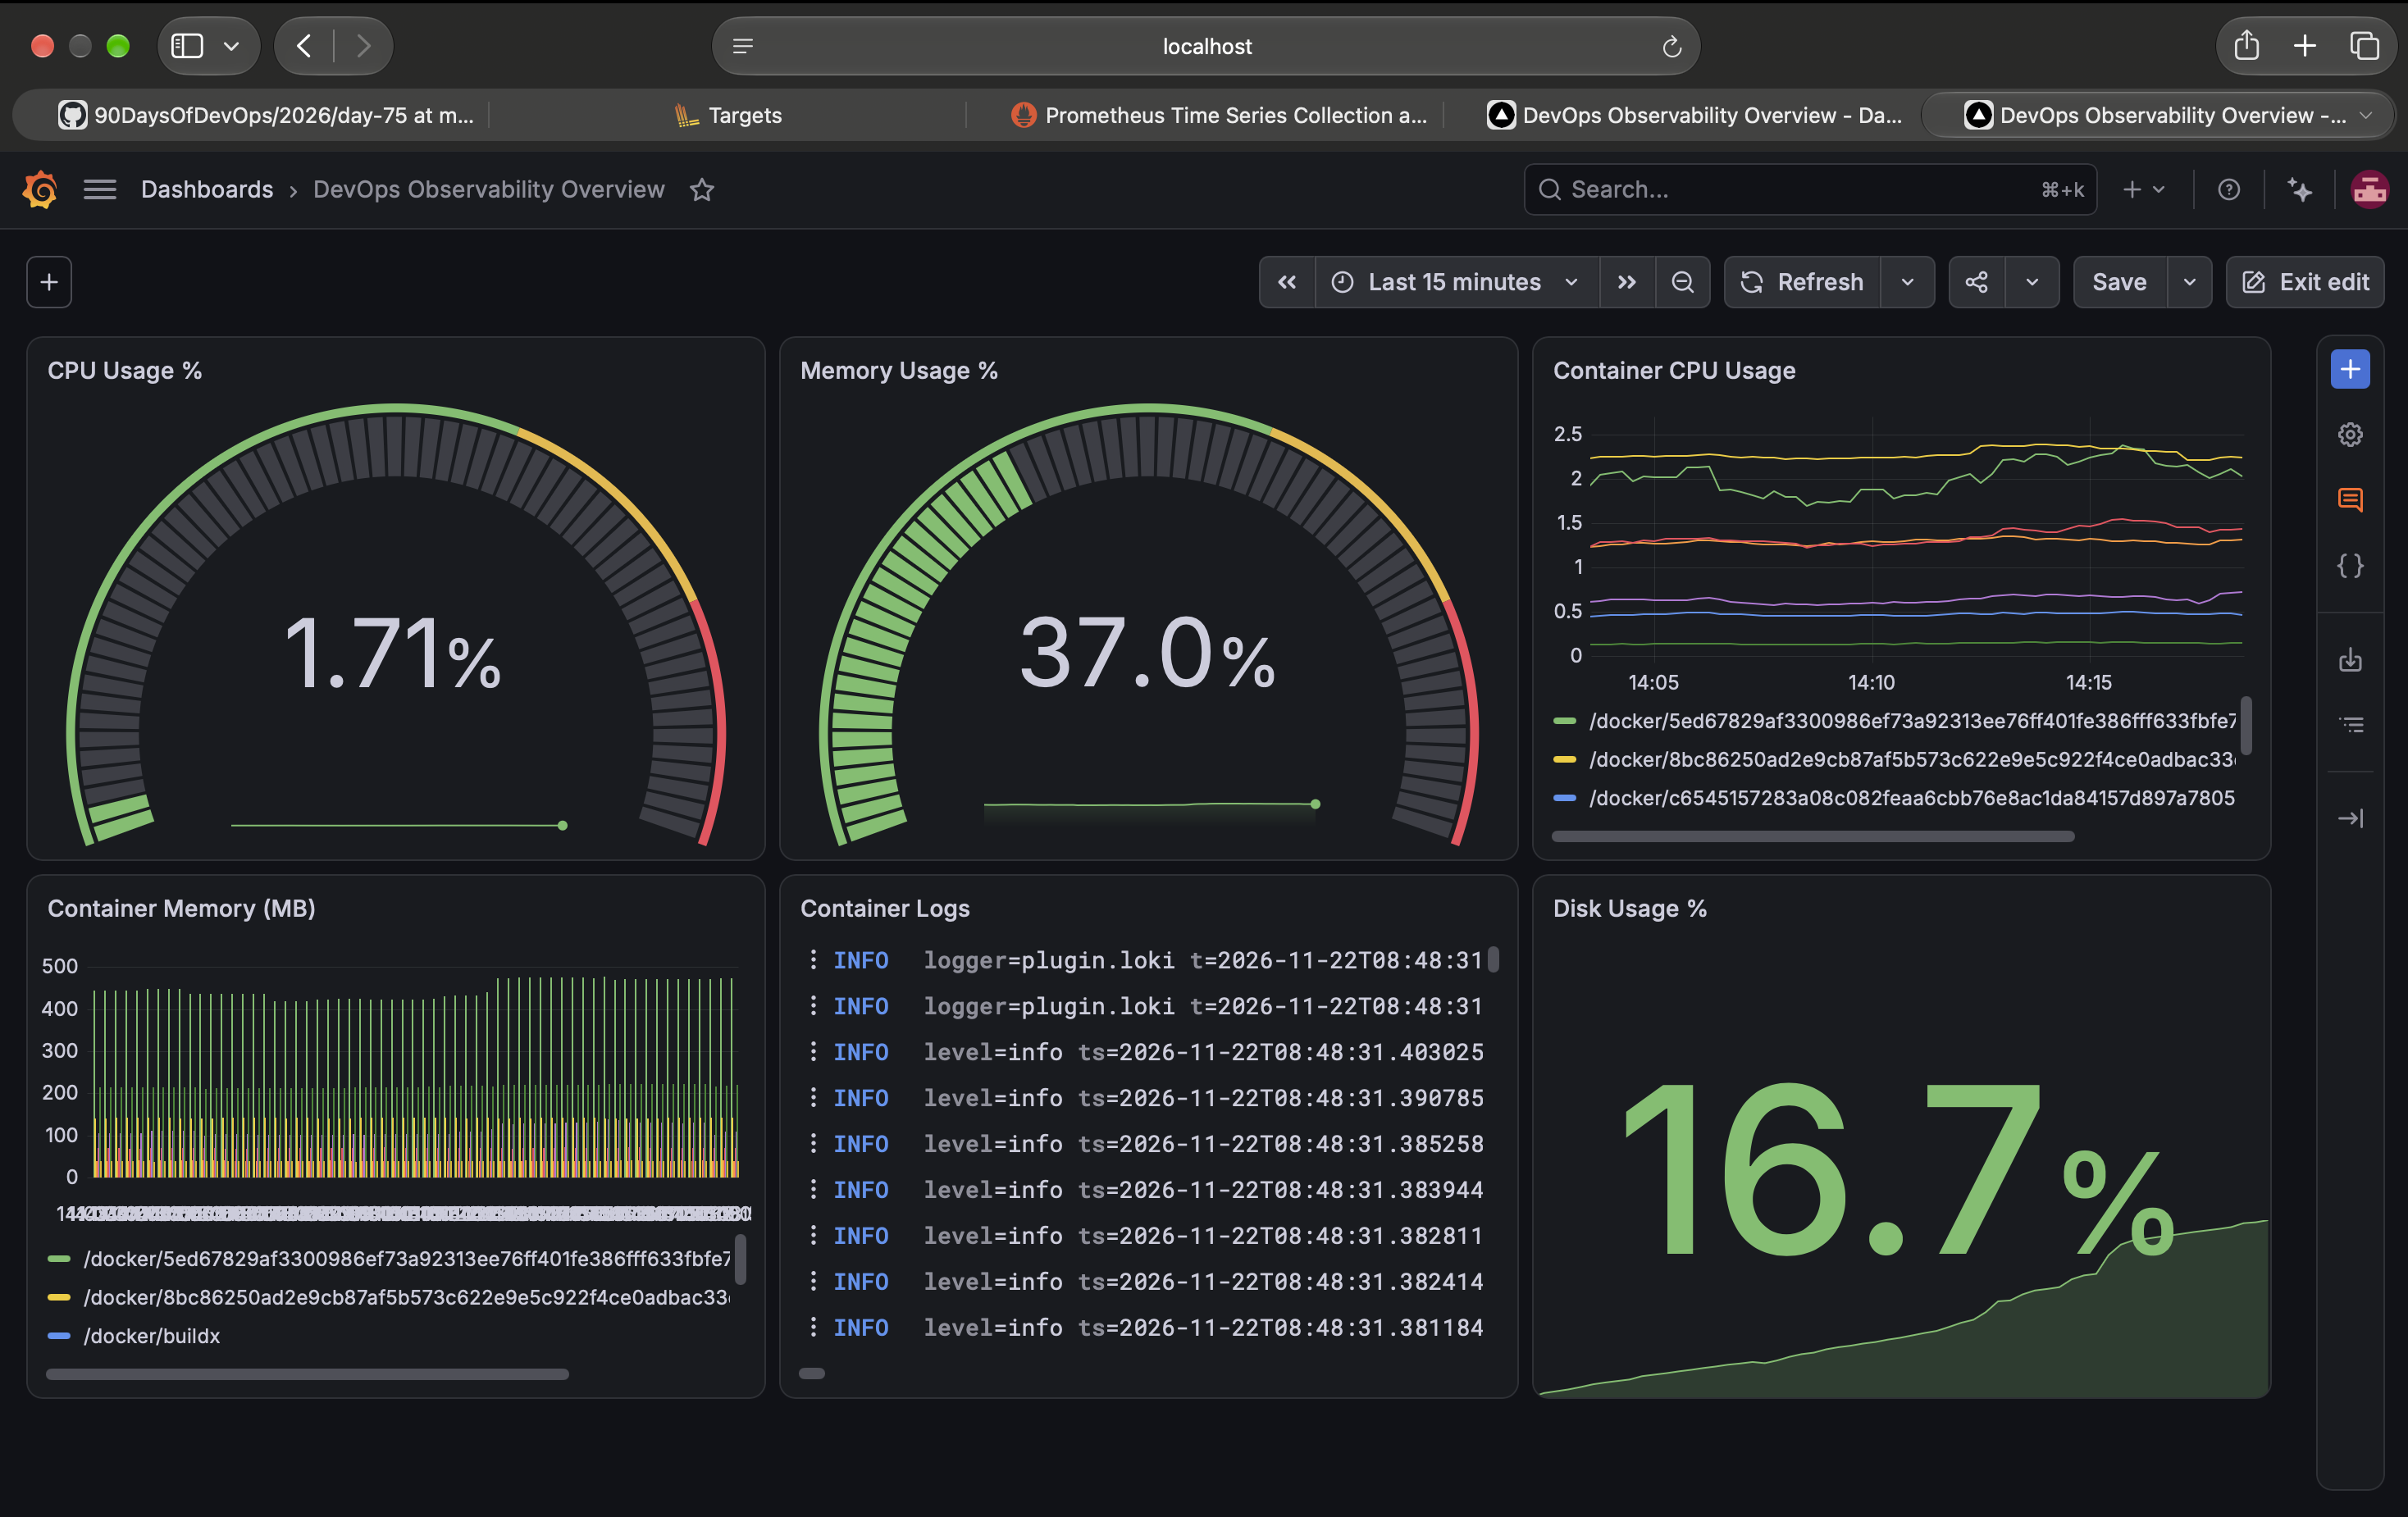 localhost
90DaysOfDevOps/2026/day-75 at m...
Targets
Prometheus Time Series Collection a...
DevOps Observability Overview - Da...
DevOps Observability Overview -...
Dashboards › DevOps Observability Overview
Search...
⌘+k
Last 15 minutes
Refresh
Save
Exit edit
CPU Usage %
1.71%
Memory Usage %
37.0%
Container CPU Usage
2.5
2
1.5
1
0.5
0
14:05 14:10 14:15
/docker/5ed67829af3300986ef73a92313ee76ff401fe386fff633fbfe7
/docker/8bc86250ad2e9cb87af5b573c622e9e5c922f4ce0adbac33
/docker/c6545157283a08c082feaa6cbb76e8ac1da84157d897a7805
Container Memory (MB)
500
400
300
200
100
0
/docker/5ed67829af3300986ef73a92313ee76ff401fe386fff633fbfe7
/docker/8bc86250ad2e9cb87af5b573c622e9e5c922f4ce0adbac33
/docker/buildx
Container Logs
INFO logger=plugin.loki t=2026-11-22T08:48:31
INFO logger=plugin.loki t=2026-11-22T08:48:31
INFO level=info ts=2026-11-22T08:48:31.403025
INFO level=info ts=2026-11-22T08:48:31.390785
INFO level=info ts=2026-11-22T08:48:31.385258
INFO level=info ts=2026-11-22T08:48:31.383944
INFO level=info ts=2026-11-22T08:48:31.382811
INFO level=info ts=2026-11-22T08:48:31.382414
INFO level=info ts=2026-11-22T08:48:31.381184
Disk Usage %
16.7%